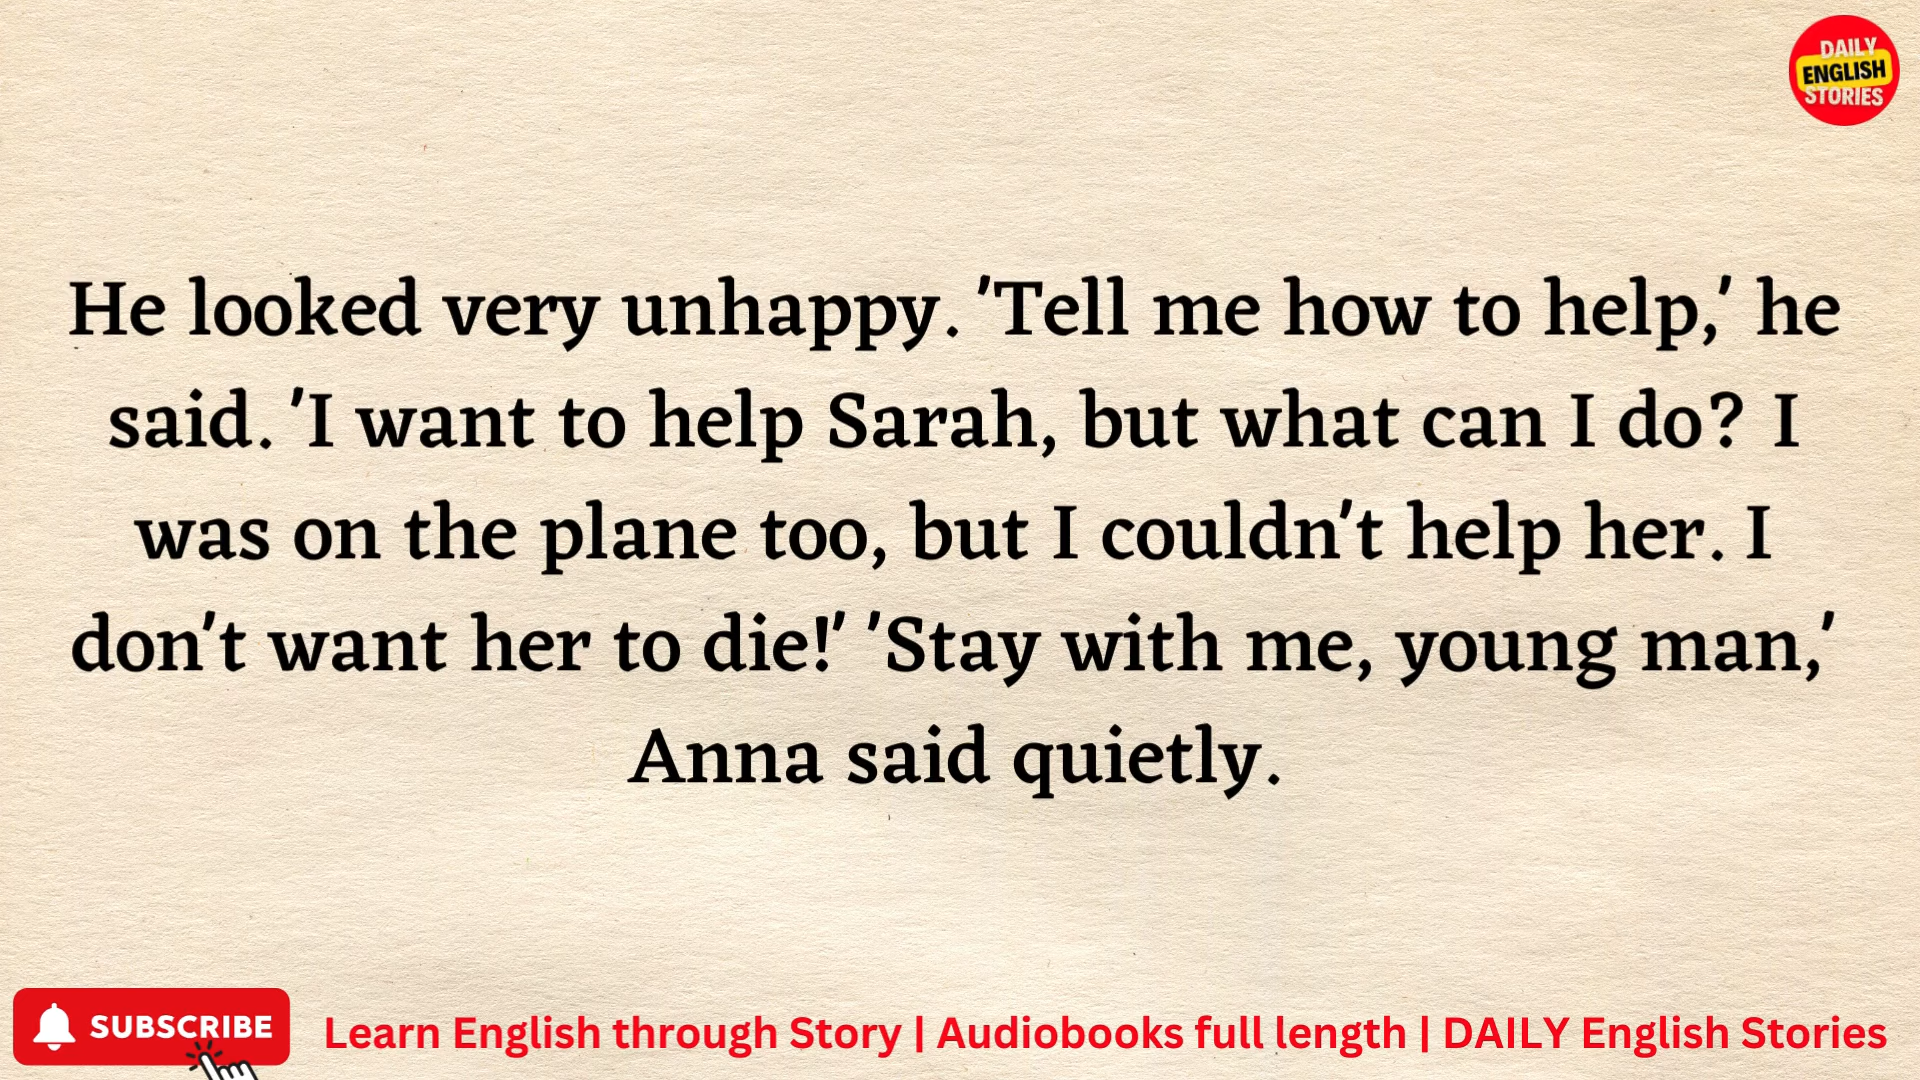 DAILY
ENGLISH
STORIES
He looked very unhappy. 'Tell me how to help,' he
said. 'I want to help Sarah, but what can I do? I
was on the plane too, but I couldn't help her. I
don't want her to die!' 'Stay with me, young man,'
Anna said quietly.
SUBSCRIBE
Learn English through Story | Audiobooks full length | DAILY English Stories